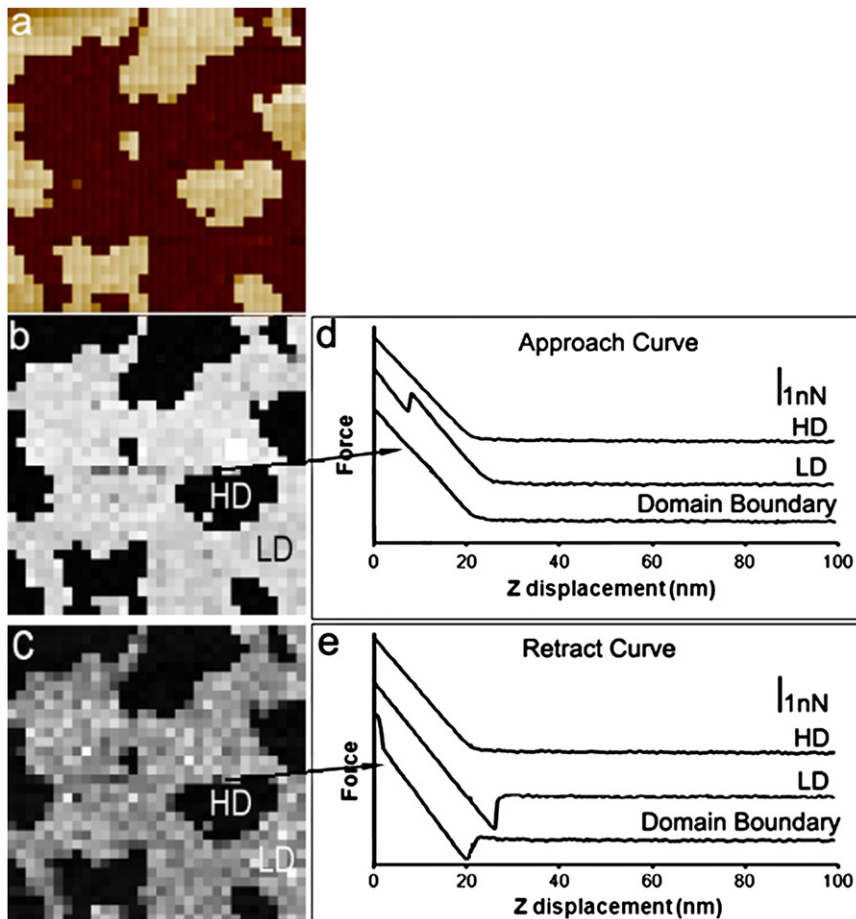 a
b
HD
LD
c
HD
LD
d
Approach Curve
1nN
HD
LD
Domain Boundary
Force
0 20 40 60 80 100
Z displacement (nm)
e
Retract Curve
1nN
HD
LD
Domain Boundary
Force
0 20 40 60 80 100
Z displacement (nm)